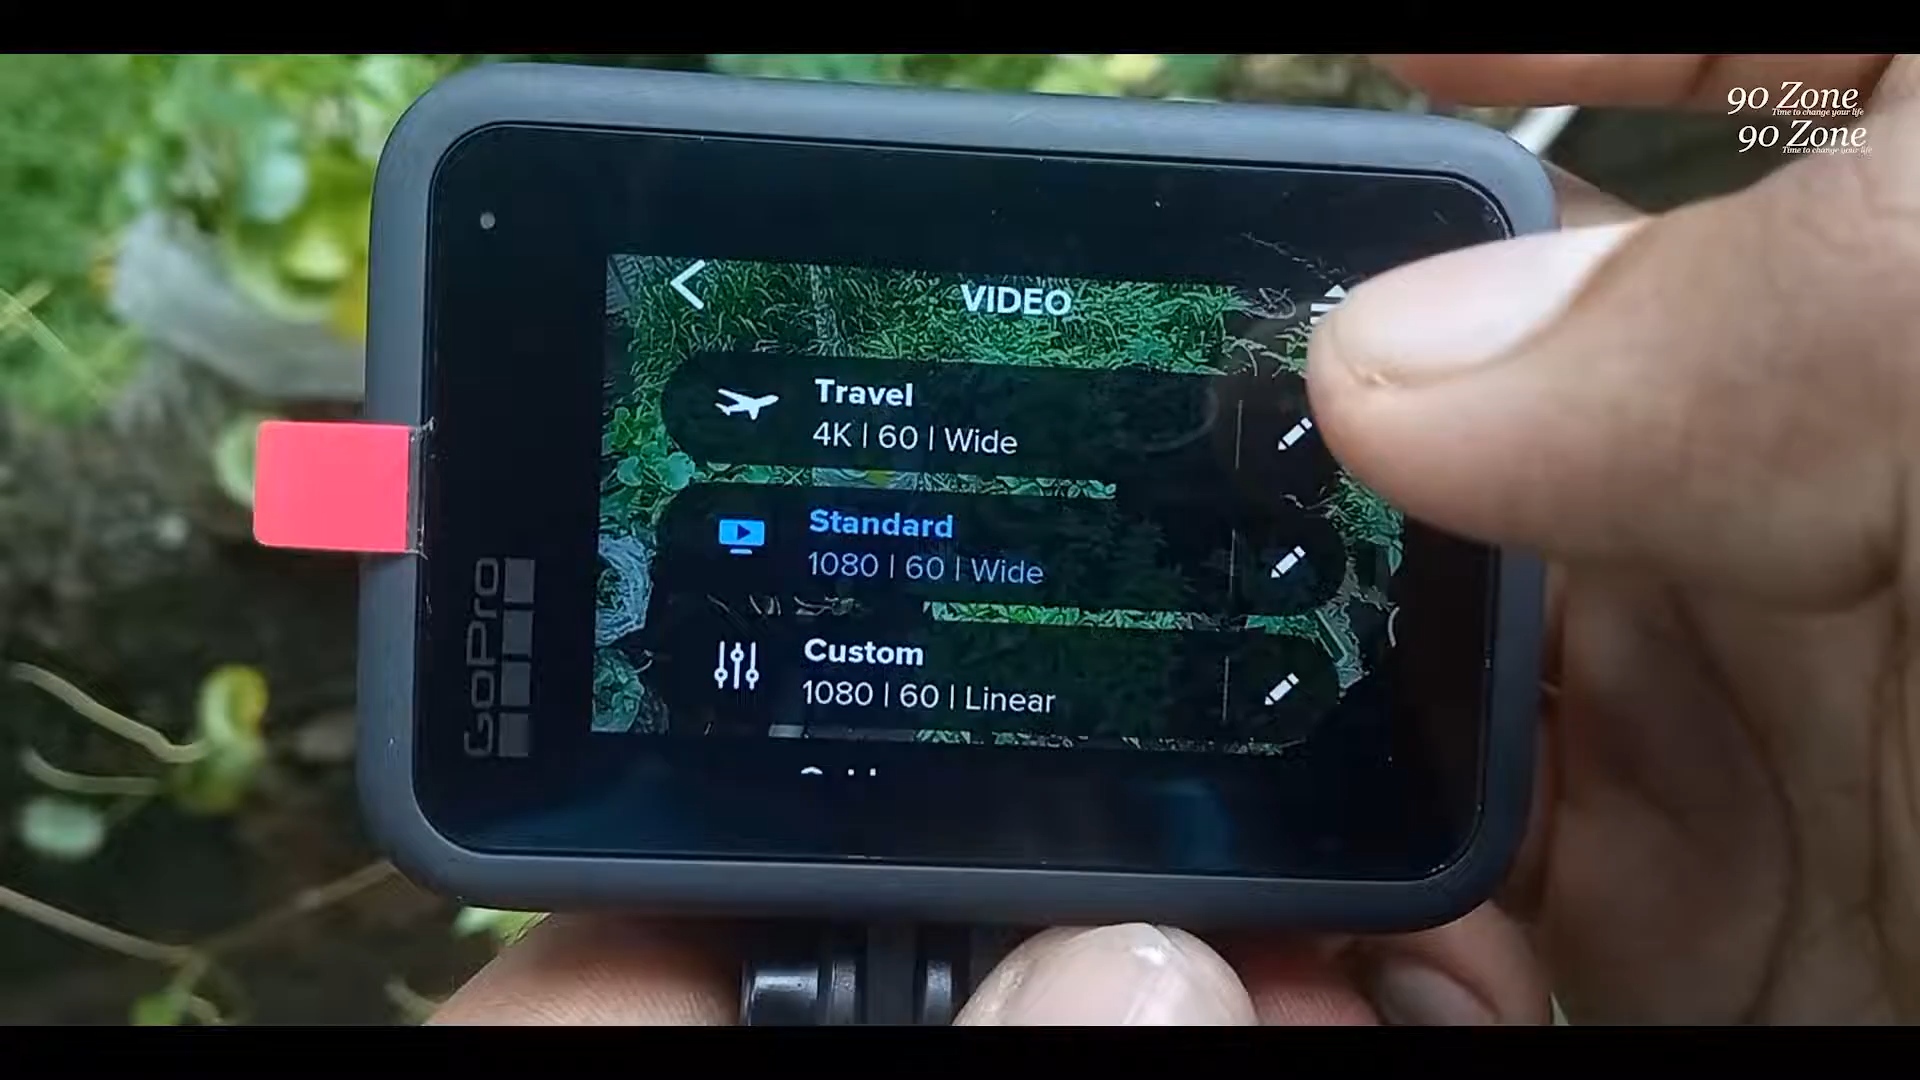 90 Zone
Time to change your life
90 Zone
Time to change your life
VIDEO
Travel
4K | 60 | Wide
Standard
1080 | 60 | Wide
Custom
1080 | 60 | Linear
GoPro